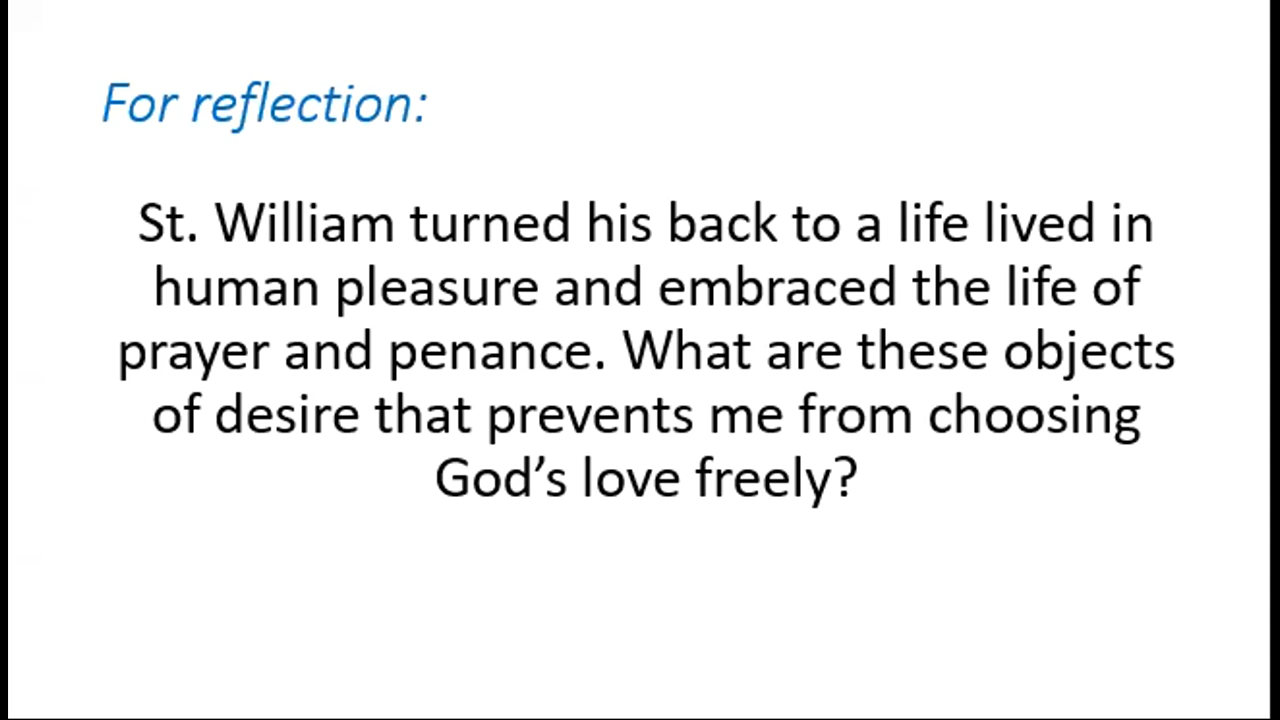 For reflection:
St. William turned his back to a life lived in
human pleasure and embraced the life of
prayer and penance. What are these objects
of desire that prevents me from choosing
God’s love freely?